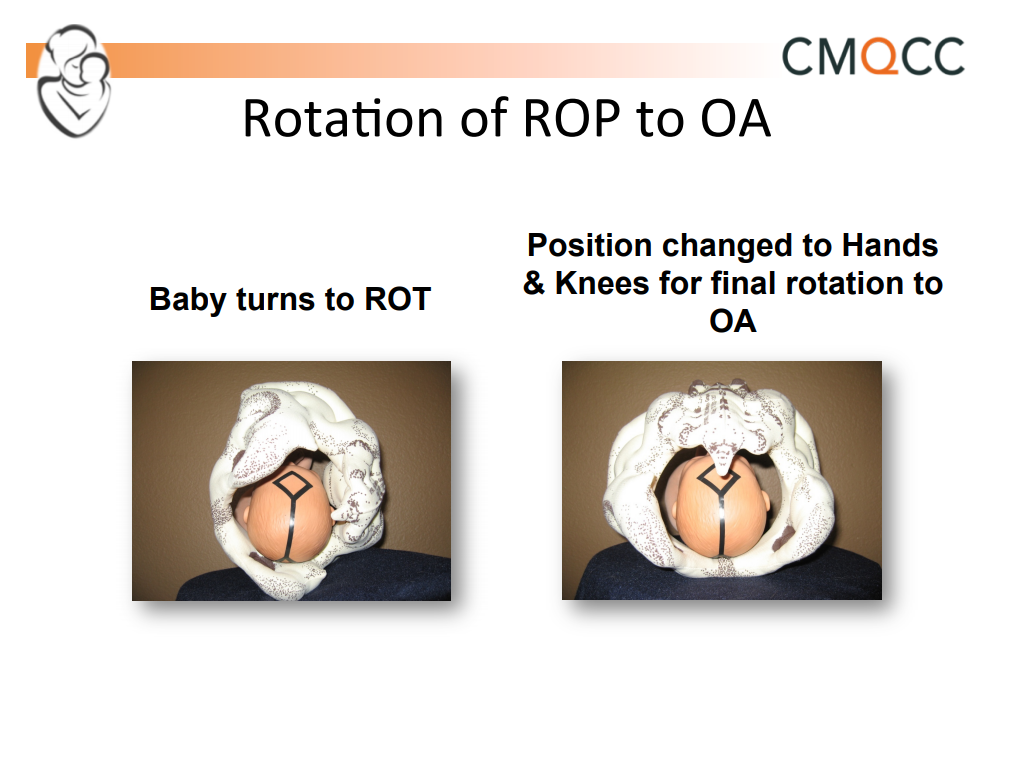 CMQCC
Rotation of ROP to OA
Baby turns to ROT
Position changed to Hands
& Knees for final rotation to
OA